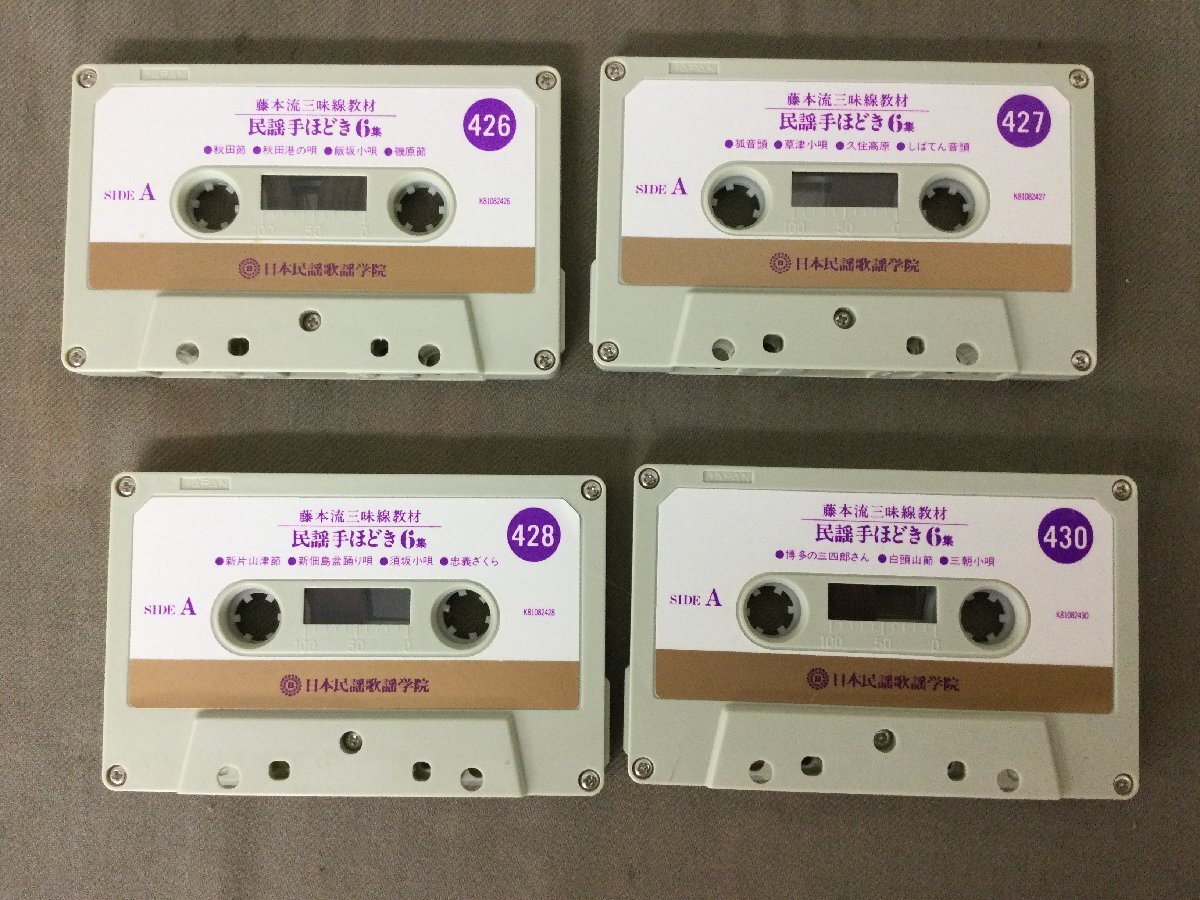 JAPAN
藤本流三味線教材
民謡手ほどき6集
426
●秋田節 ●秋田港の唄 ●飯坂小唄 ●磯原節
SIDE A
K81082426
100 50 0
日本民謡歌謡学院
JAPAN
藤本流三味線教材
民謡手ほどき6集
427
●狐音頭 ●草津小唄 ●久住高原 ●しばてん音頭
SIDE A
K81082427
100 50 0
日本民謡歌謡学院
JAPAN
藤本流三味線教材
民謡手ほどき6集
428
●新片山津節 ●新佃島盆踊り唄 ●須坂小唄 ●忠義ざくら
SIDE A
K81082428
100 50 0
日本民謡歌謡学院
JAPAN
藤本流三味線教材
民謡手ほどき6集
430
●博多の三四郎さん ●白頭山節 ●三朝小唄
SIDE A
K81082430
100 50 0
日本民謡歌謡学院